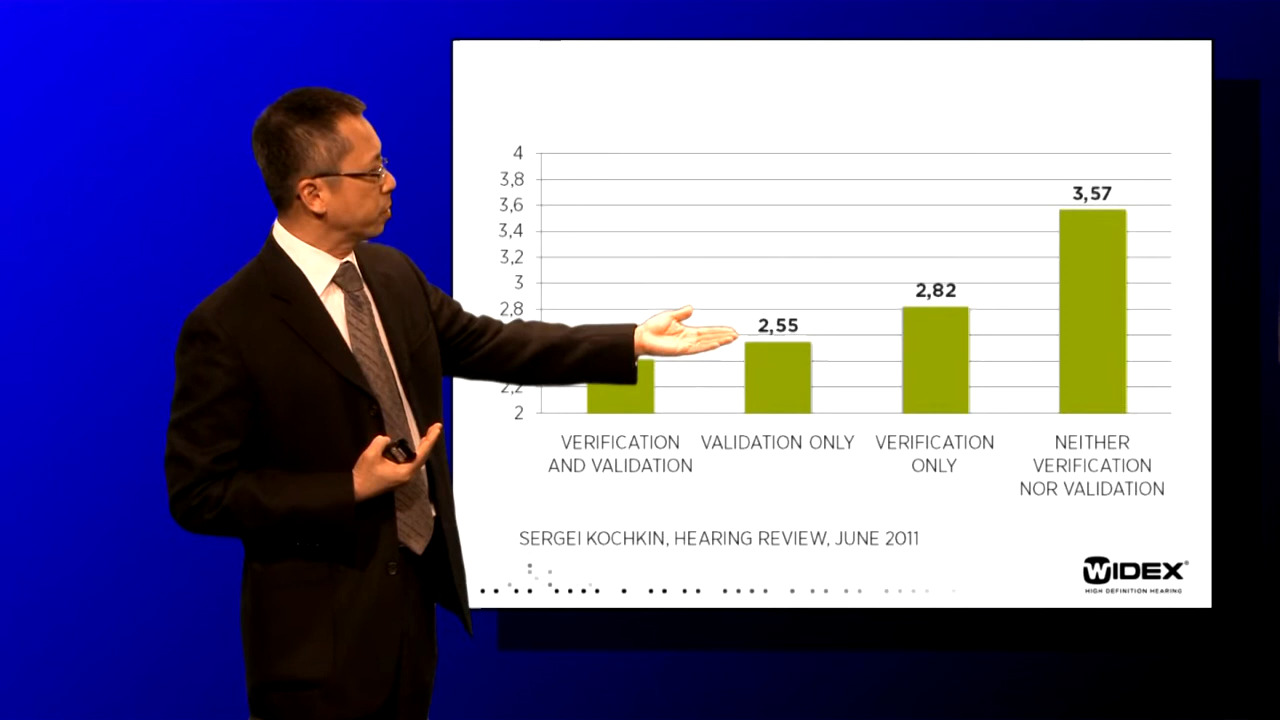 4
3,8
3,6
3,4
3,2
3
2,8
2,2
2
3,57
2,82
2,55
VERIFICATION
AND VALIDATION
VALIDATION ONLY
VERIFICATION
ONLY
NEITHER
VERIFICATION
NOR VALIDATION
SERGEI KOCHKIN, HEARING REVIEW, JUNE 2011
WIDEX®
HIGH DEFINITION HEARING